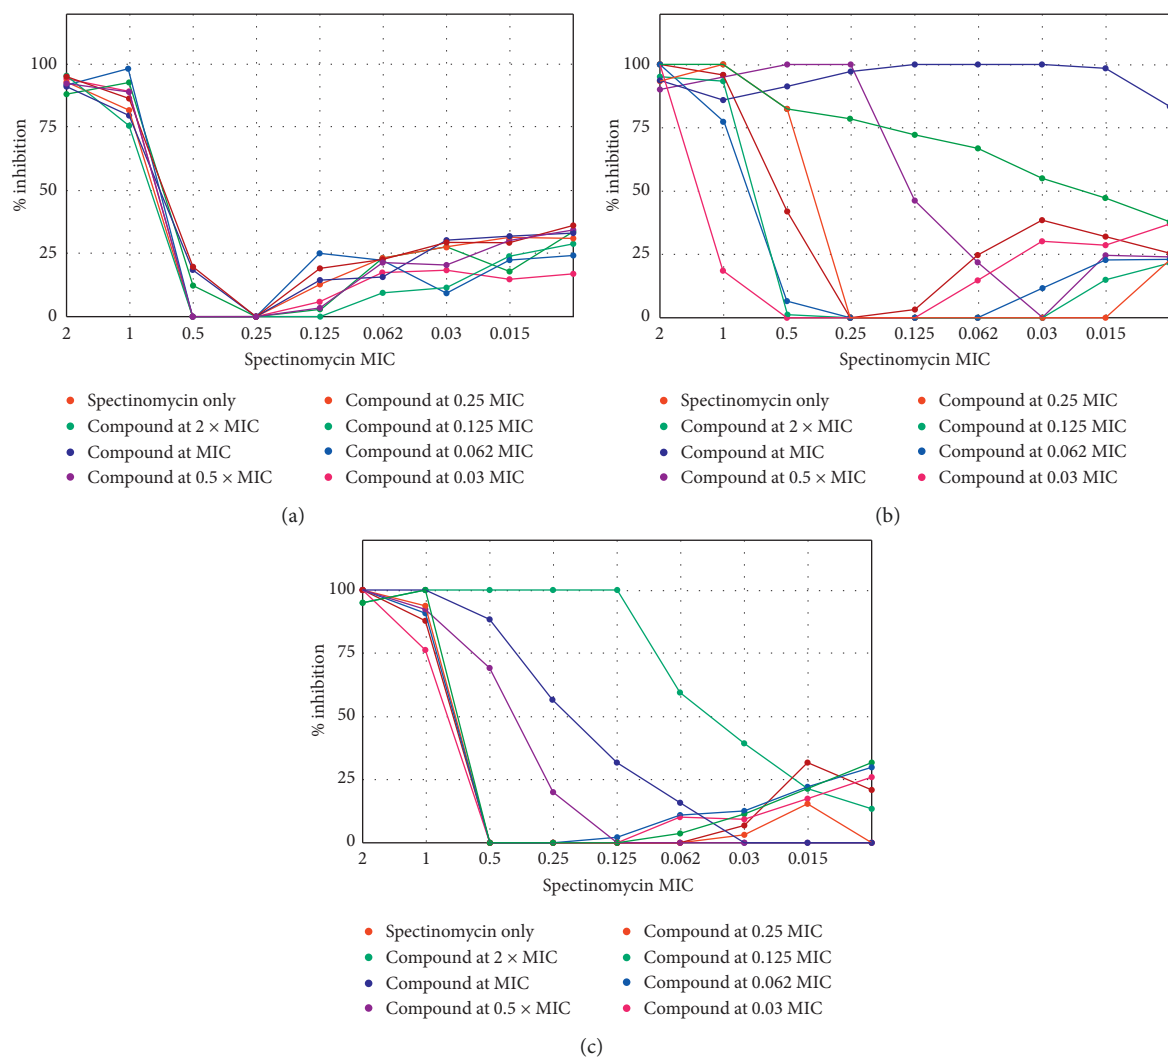 100
75
50
25
0
% inhibition
2 1 0.5 0.25 0.125 0.062 0.03 0.015
Spectinomycin MIC
Spectinomycin only
Compound at 2 × MIC
Compound at MIC
Compound at 0.5 × MIC
Compound at 0.25 MIC
Compound at 0.125 MIC
Compound at 0.062 MIC
Compound at 0.03 MIC
(a)
100
75
50
25
0
% inhibition
2 1 0.5 0.25 0.125 0.062 0.03 0.015
Spectinomycin MIC
Spectinomycin only
Compound at 2 × MIC
Compound at MIC
Compound at 0.5 × MIC
Compound at 0.25 MIC
Compound at 0.125 MIC
Compound at 0.062 MIC
Compound at 0.03 MIC
(b)
100
75
50
25
0
% inhibition
2 1 0.5 0.25 0.125 0.062 0.03 0.015
Spectinomycin MIC
Spectinomycin only
Compound at 2 × MIC
Compound at MIC
Compound at 0.5 × MIC
Compound at 0.25 MIC
Compound at 0.125 MIC
Compound at 0.062 MIC
Compound at 0.03 MIC
(c)